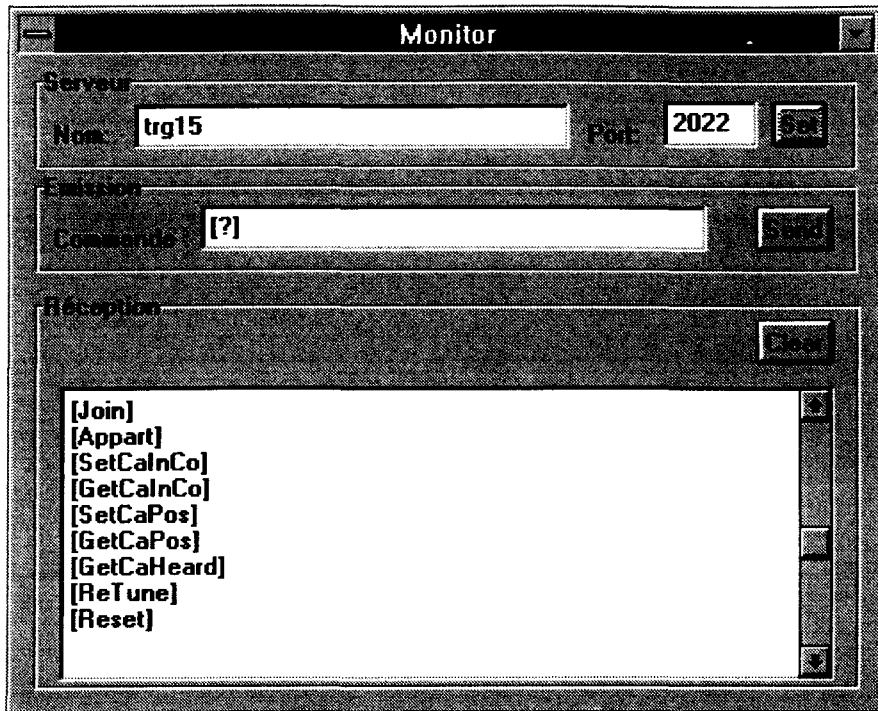 Monitor
Serveur
Nom: trg15 Port: 2022 Set
Emission
Commande : [?] Send
Réception
Clear
[Join]
[Appart]
[SetCaInCo]
[GetCaInCo]
[SetCaPos]
[GetCaPos]
[GetCaHeard]
[ReTune]
[Reset]